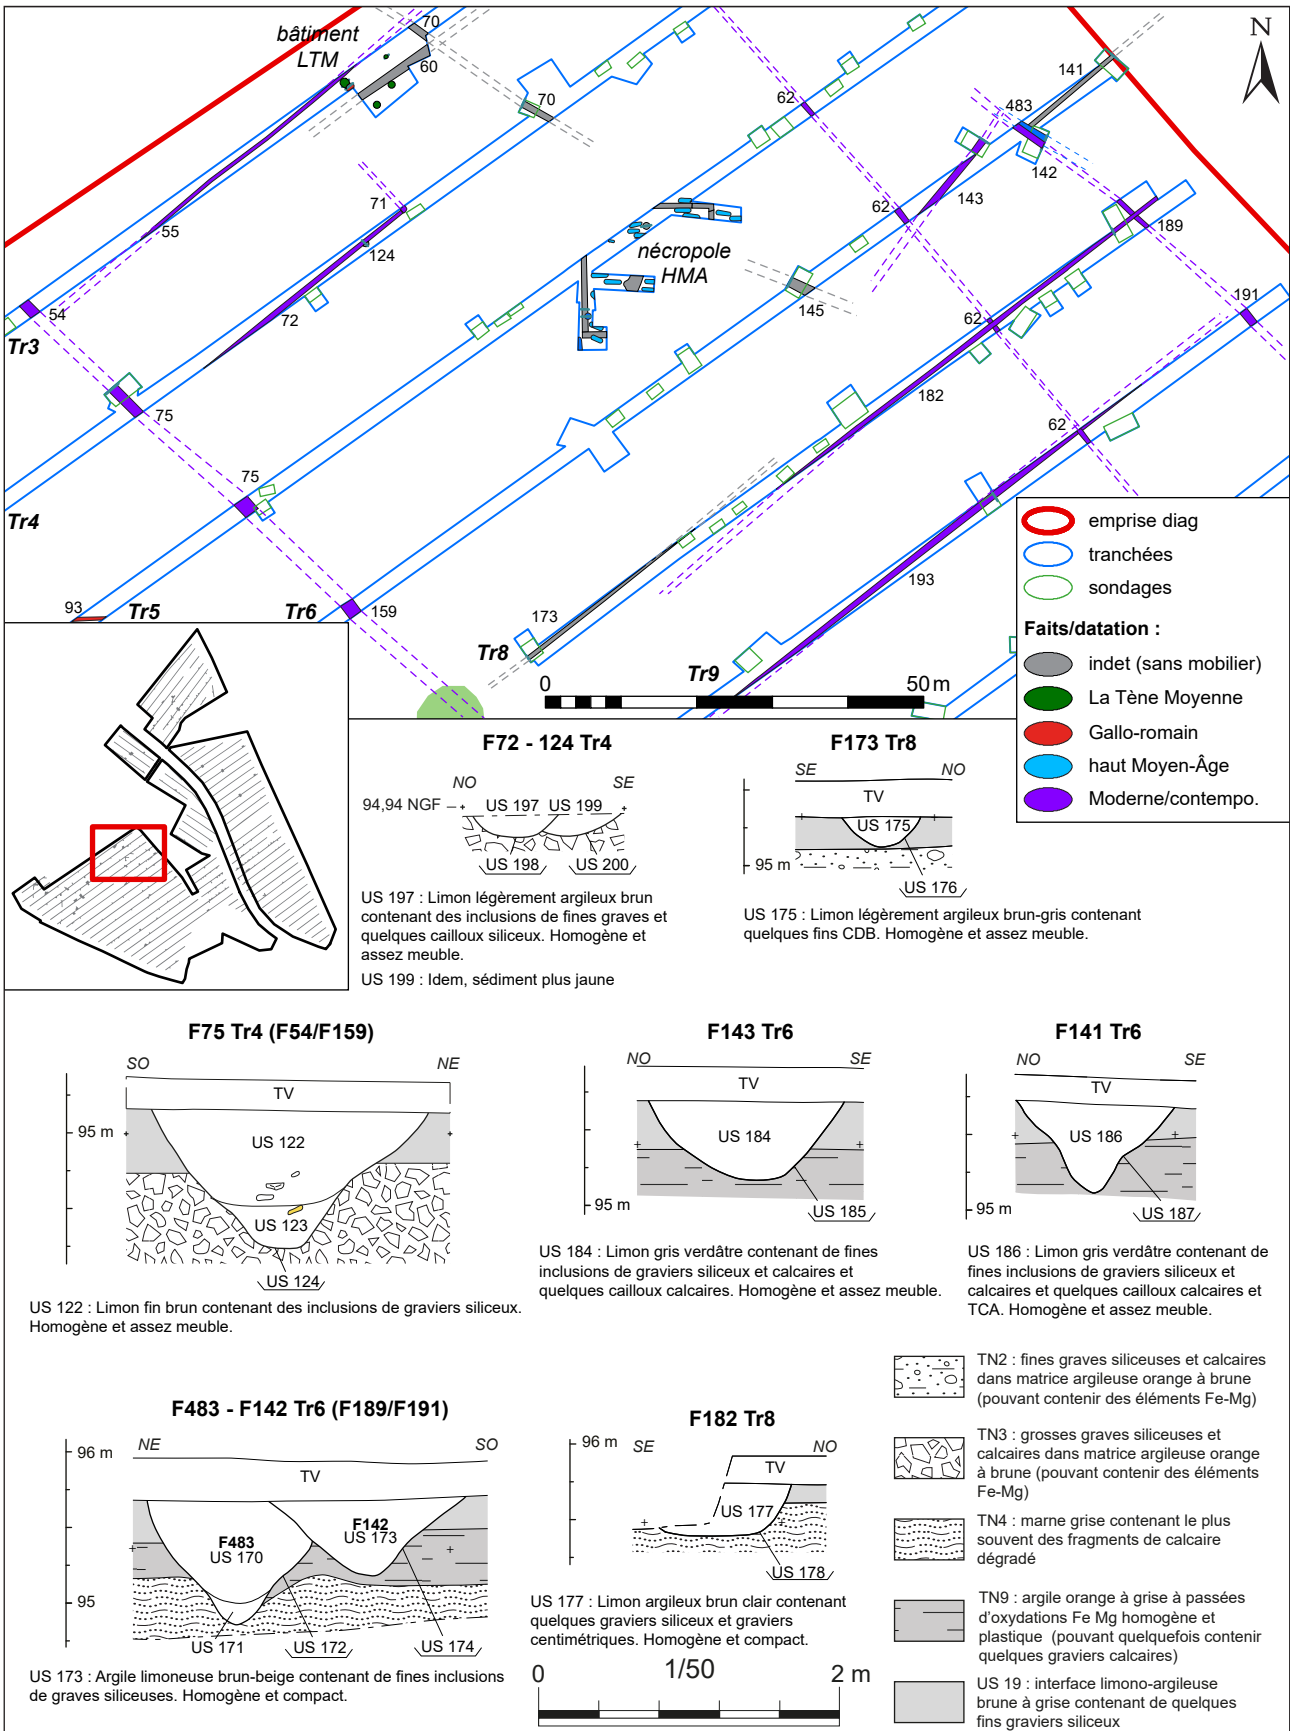 bâtiment
LTM
70
60
70
N
141
483
62
142
62
143
71
55
124
nécropole
HMA
189
145
191
54
72
62
Tr3
75
182
62
75
Tr4
193
93
Tr5
Tr6
159
173
Tr8
Tr9
0
50 m
emprise diag
tranchées
sondages
Faits/datation :
indet (sans mobilier)
La Tène Moyenne
Gallo-romain
haut Moyen-Âge
Moderne/contempo.
F72 - 124 Tr4
NO
SE
94,94 NGF
US 197
US 199
US 198
US 200
US 197 : Limon légèrement argileux brun
contenant des inclusions de fines graves et
quelques cailloux siliceux. Homogène et
assez meuble.
US 199 : Idem, sédiment plus jaune
F173 Tr8
SE
NO
TV
US 175
95 m
US 176
US 175 : Limon légèrement argileux brun-gris contenant
quelques fins CDB. Homogène et assez meuble.
F75 Tr4 (F54/F159)
SO
NE
TV
95 m
US 122
US 123
US 124
US 122 : Limon fin brun contenant des inclusions de graviers siliceux.
Homogène et assez meuble.
F143 Tr6
NO
SE
TV
US 184
95 m
US 185
US 184 : Limon gris verdâtre contenant de fines
inclusions de graviers siliceux et calcaires et
quelques cailloux calcaires. Homogène et assez meuble.
F141 Tr6
NO
SE
TV
US 186
95 m
US 187
US 186 : Limon gris verdâtre contenant de
fines inclusions de graviers siliceux et
calcaires et quelques cailloux calcaires et
TCA. Homogène et assez meuble.
F483 - F142 Tr6 (F189/F191)
96 m
NE
SO
TV
F483
US 170
F142
US 173
95
US 171
US 172
US 174
US 173 : Argile limoneuse brun-beige contenant de fines inclusions
de graves siliceuses. Homogène et compact.
F182 Tr8
96 m
SE
NO
TV
US 177
US 178
US 177 : Limon argileux brun clair contenant
quelques graviers siliceux et graviers
centimétriques. Homogène et compact.
0
1/50
2 m
TN2 : fines graves siliceuses et calcaires
dans matrice argileuse orange à brune
(pouvant contenir des éléments Fe-Mg)
TN3 : grosses graves siliceuses et
calcaires dans matrice argileuse orange
à brune (pouvant contenir des éléments
Fe-Mg)
TN4 : marne grise contenant le plus
souvent des fragments de calcaire
dégradé
TN9 : argile orange à grise à passées
d'oxydations Fe Mg homogène et
plastique (pouvant quelquefois contenir
quelques graviers calcaires)
US 19 : interface limono-argileuse
brune à grise contenant de quelques
fins graviers siliceux